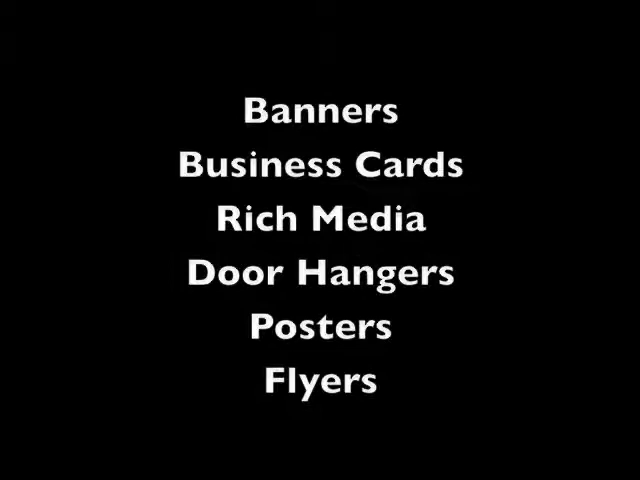 Banners
Business Cards
Rich Media
Door Hangers
Posters
Flyers